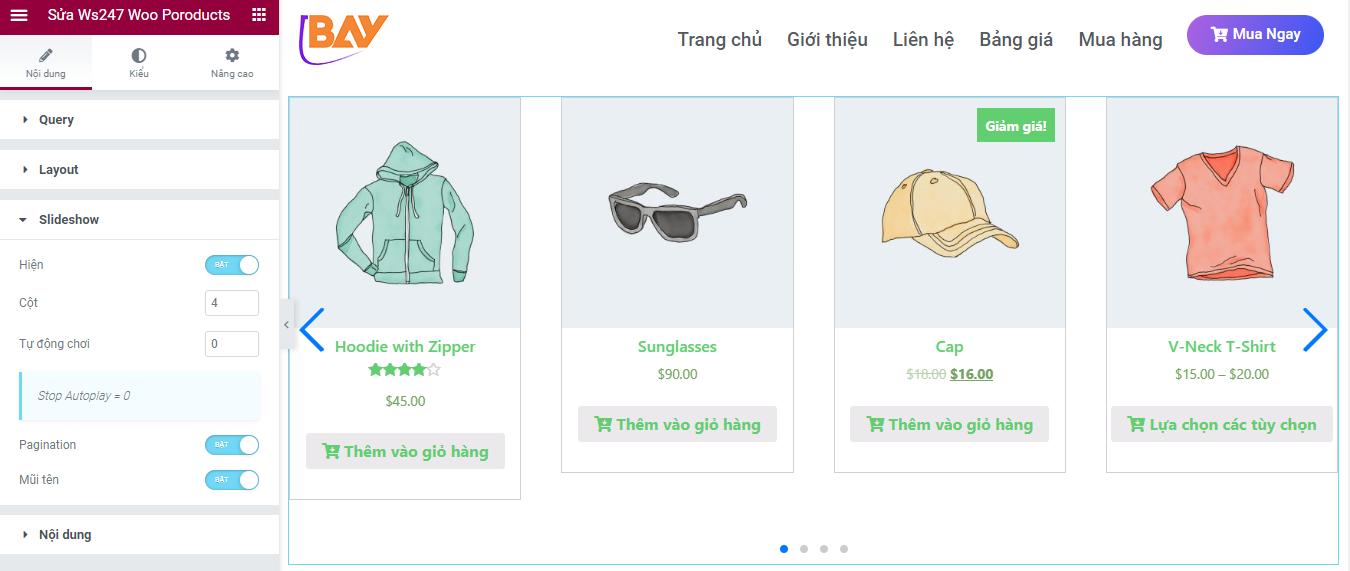 Sửa Ws247 Woo Poroducts
Nội dung
Kiểu
Nâng cao
Query
Layout
Slideshow
Hiện
BẬT
Cột
4
Tự động chơi
0
Stop Autoplay = 0
Pagination
BẬT
Mũi tên
BẬT
Nội dung
BAY
Trang chủ
Giới thiệu
Liên hệ
Bảng giá
Mua hàng
Mua Ngay
Hoodie with Zipper
$45.00
Thêm vào giỏ hàng
Sunglasses
$90.00
Thêm vào giỏ hàng
Giảm giá!
Cap
$18.00 $16.00
Thêm vào giỏ hàng
V-Neck T-Shirt
$15.00 – $20.00
Lựa chọn các tùy chọn